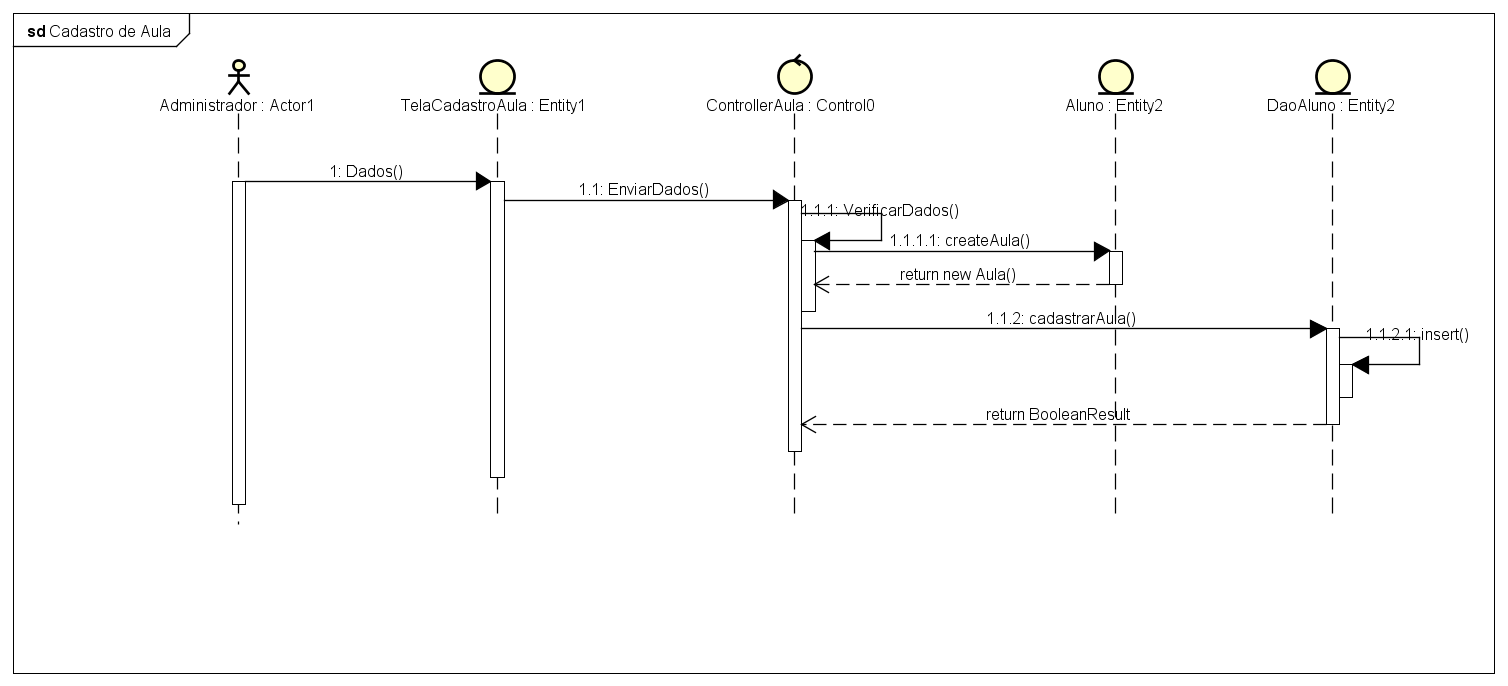 sd Cadastro de Aula
Administrador : Actor1
TelaCadastroAula : Entity1
ControllerAula : Control0
Aluno : Entity2
DaoAluno : Entity2
1: Dados()
1.1: EnviarDados()
1.1.1: VerificarDados()
1.1.1.1: createAula()
return new Aula()
1.1.2: cadastrarAula()
1.1.2.1: insert()
return BooleanResult